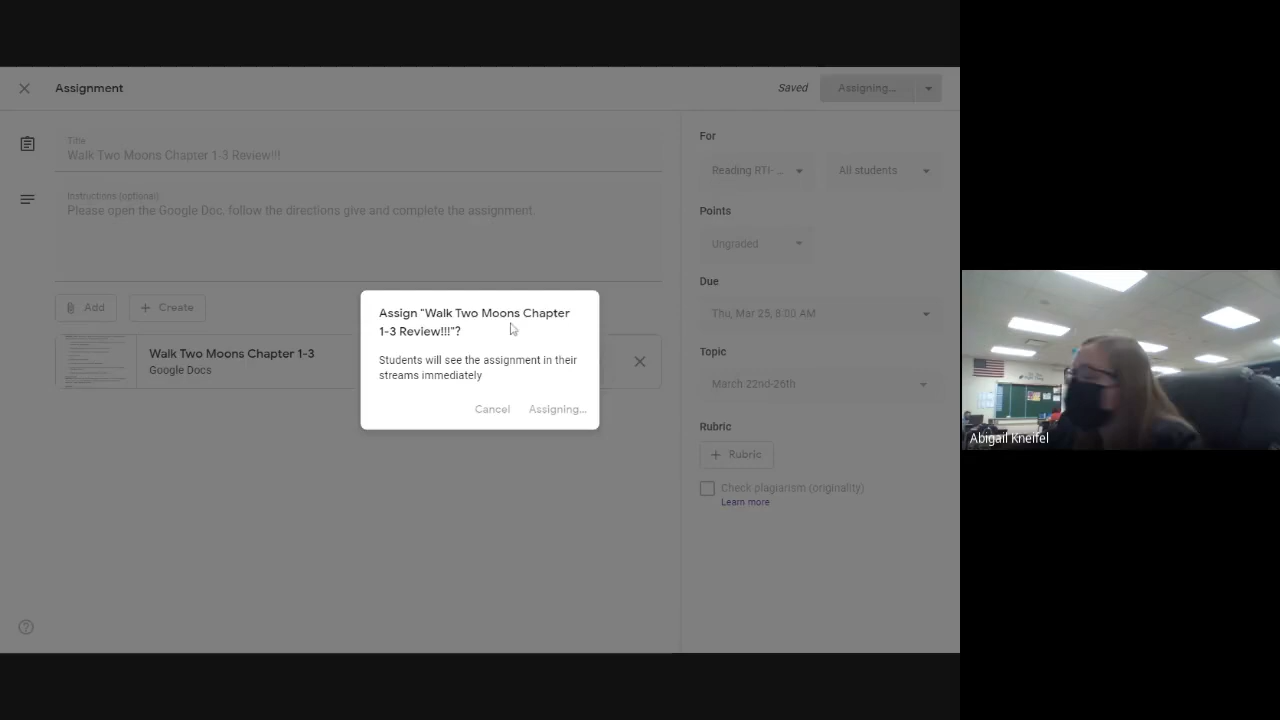 Assignment
Saved
Assigning...
Title
Walk Two Moons Chapter 1-3 Review!!!
Instructions (optional)
Please open the Google Doc, follow the directions give and complete the assignment.
Add
Create
Walk Two Moons Chapter 1-3
Google Docs
Assign "Walk Two Moons Chapter
1-3 Review!!!"?
Students will see the assignment in their
streams immediately
Cancel
Assigning...
For
Reading RTI- ...
All students
Points
Ungraded
Due
Thu, Mar 25, 8:00 AM
Topic
March 22nd-26th
Rubric
Rubric
Check plagiarism (originality)
Learn more
Abigail Kneifel